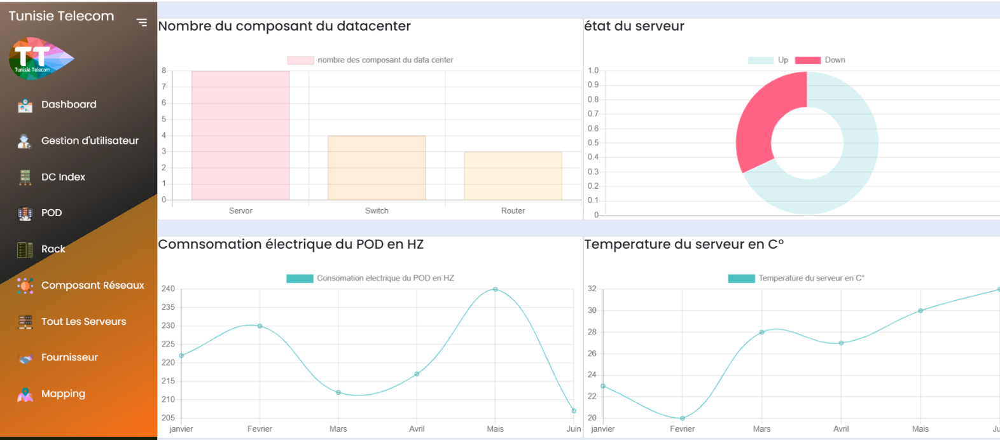 Tunisie Telecom
TT
Tunisie Telecom
Dashboard
Gestion d'utilisateur
DC Index
POD
Rack
Composant Réseaux
Tout Les Serveurs
Fournisseur
Mapping
Nombre du composant du datacenter
nombre des composant du data center
8
7
6
5
4
3
2
1
0
Servor Switch Router
état du serveur
Up Down
1.0
0.9
0.8
0.7
0.6
0.5
0.4
0.3
0.2
0.1
0
Comnsomation électrique du POD en HZ
Consomation electrique du POD en HZ
240
235
230
225
220
215
210
205
janvier Fevrier Mars Avril Mais Juin
Temperature du serveur en C°
Temperature du serveur en C°
32
30
28
26
24
22
20
janvier Fevrier Mars Avril Mais Ju